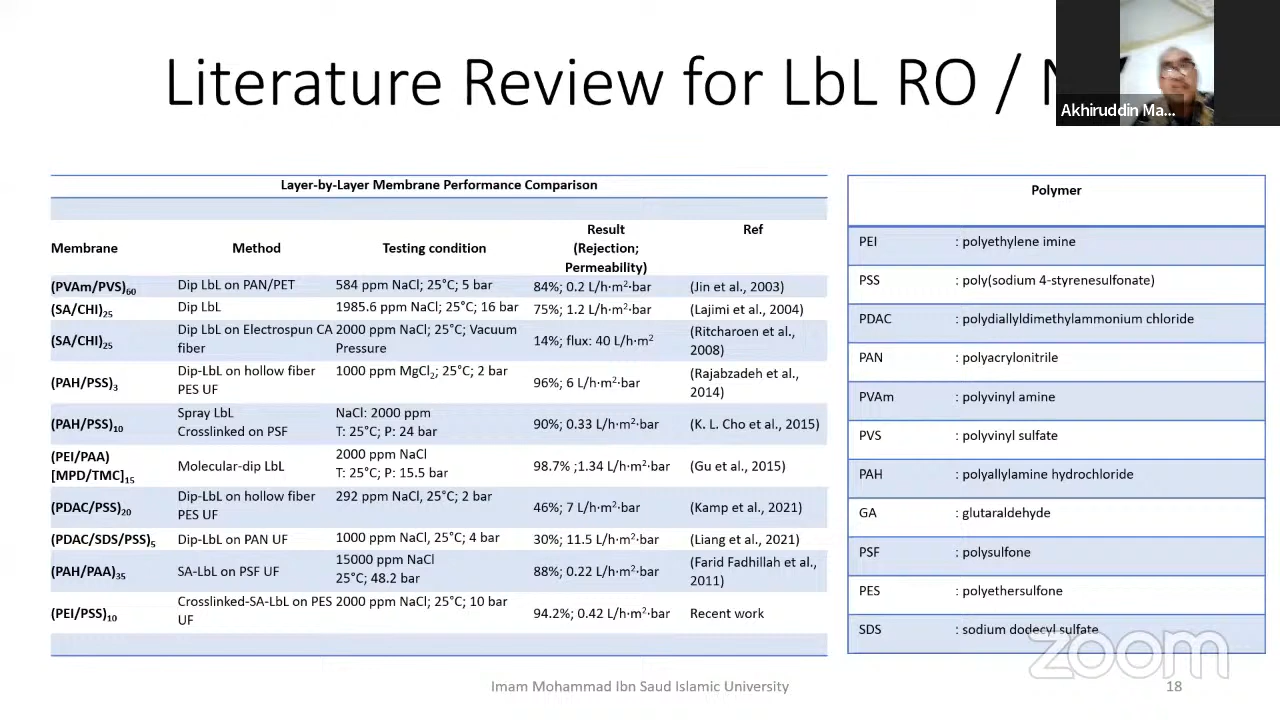 Literature Review for LbL RO /
Akhiruddin Ma...
Layer-by-Layer Membrane Performance Comparison
Membrane Method Testing condition Result (Rejection; Permeability) Ref
(PVAm/PVS)60 Dip LbL on PAN/PET 584 ppm NaCl; 25°C; 5 bar 84%; 0.2 L/h·m2·bar (Jin et al., 2003)
(SA/CHI)25 Dip LbL 1985.6 ppm NaCl; 25°C; 16 bar 75%; 1.2 L/h·m2·bar (Lajimi et al., 2004)
(SA/CHI)25 Dip LbL on Electrospun CA fiber 2000 ppm NaCl; 25°C; Vacuum Pressure 14%; flux: 40 L/h·m2 (Ritcharoen et al., 2008)
(PAH/PSS)3 Dip-LbL on hollow fiber PES UF 1000 ppm MgCl2; 25°C; 2 bar 96%; 6 L/h·m2·bar (Rajabzadeh et al., 2014)
(PAH/PSS)10 Spray LbL Crosslinked on PSF NaCl: 2000 ppm T: 25°C; P: 24 bar 90%; 0.33 L/h·m2·bar (K. L. Cho et al., 2015)
(PEI/PAA) [MPD/TMC]15 Molecular-dip LbL 2000 ppm NaCl T: 25°C; P: 15.5 bar 98.7% ;1.34 L/h·m2·bar (Gu et al., 2015)
(PDAC/PSS)20 Dip-LbL on hollow fiber PES UF 292 ppm NaCl, 25°C; 2 bar 46%; 7 L/h·m2·bar (Kamp et al., 2021)
(PDAC/SDS/PSS)5 Dip-LbL on PAN UF 1000 ppm NaCl, 25°C; 4 bar 30%; 11.5 L/h·m2·bar (Liang et al., 2021)
(PAH/PAA)35 SA-LbL on PSF UF 15000 ppm NaCl 25°C; 48.2 bar 88%; 0.22 L/h·m2·bar (Farid Fadhillah et al., 2011)
(PEI/PSS)10 Crosslinked-SA-LbL on PES UF 2000 ppm NaCl; 25°C; 10 bar 94.2%; 0.42 L/h·m2·bar Recent work
Polymer
PEI : polyethylene imine
PSS : poly(sodium 4-styrenesulfonate)
PDAC : polydiallyldimethylammonium chloride
PAN : polyacrylonitrile
PVAm : polyvinyl amine
PVS : polyvinyl sulfate
PAH : polyallylamine hydrochloride
GA : glutaraldehyde
PSF : polysulfone
PES : polyethersulfone
SDS : sodium dodecyl sulfate
zoom
Imam Mohammad Ibn Saud Islamic University
18